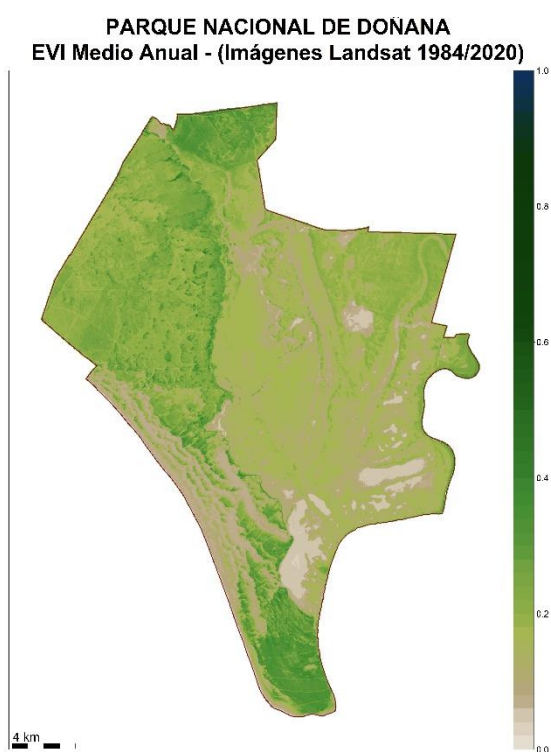 PARQUE NACIONAL DE DOÑANA
EVI Medio Anual - (Imágenes Landsat 1984/2020)
1.0
0.8
0.6
0.4
0.2
0.0
4 km